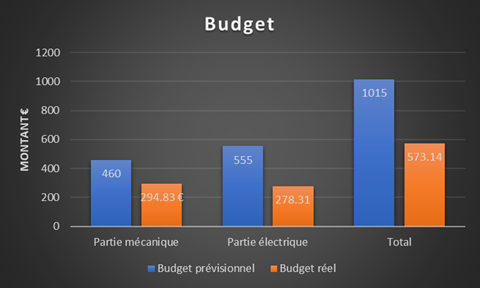 Budget
1200
1000
800
600
400
200
0
MONTANT €
460
294.83 €
555
278.31
1015
573.14
Partie mécanique
Partie électrique
Total
Budget prévisionnel
Budget réel